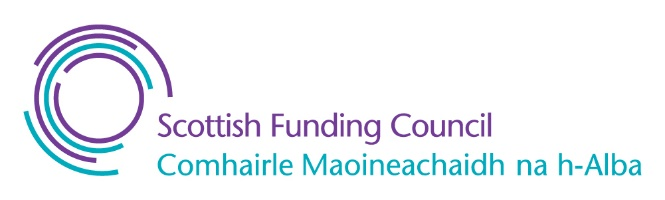 Scottish Funding Council
Comhairle Maoineachaidh na h-Alba